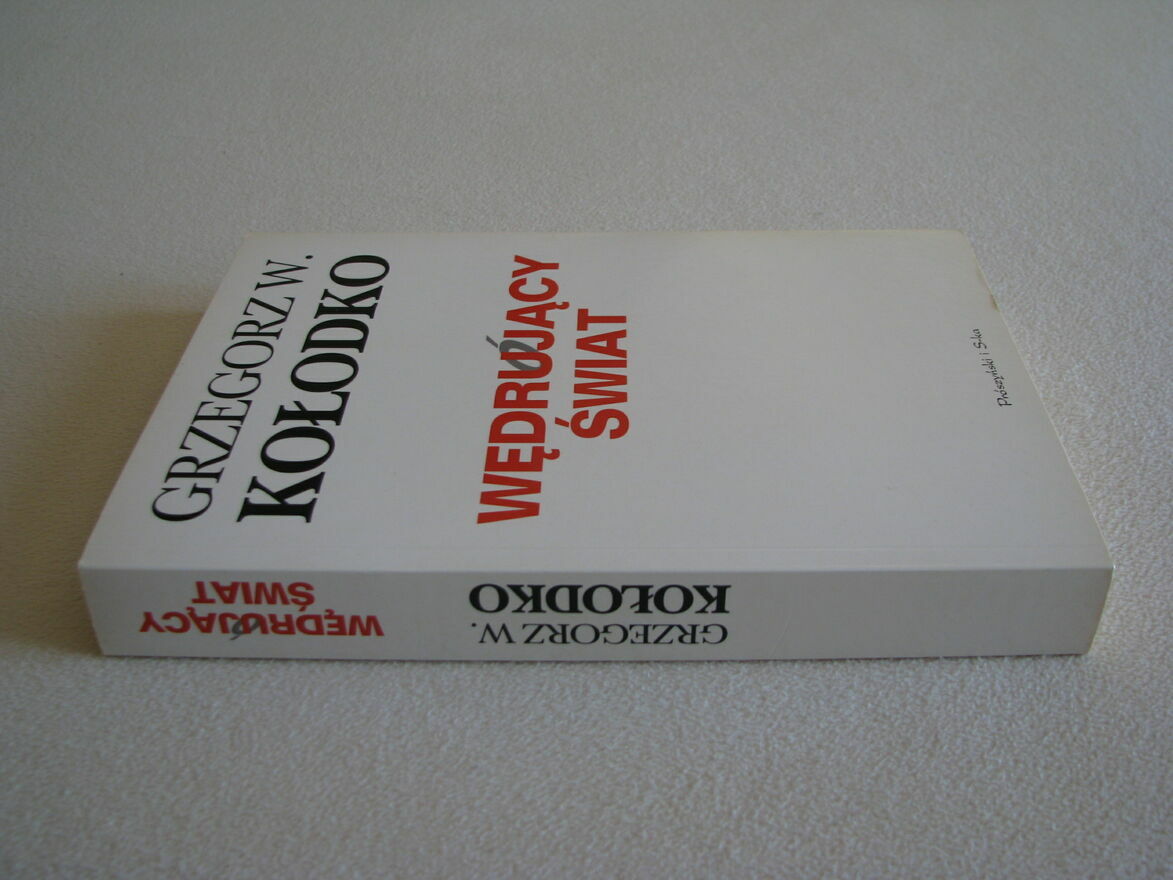 GRZEGORZ W.
KOŁODKO
WĘDRUJĄCY
ó
ŚWIAT
Prószyński i S-ka
GRZEGORZ W.
KOŁODKO
WĘDRUJĄCY
ó
ŚWIAT